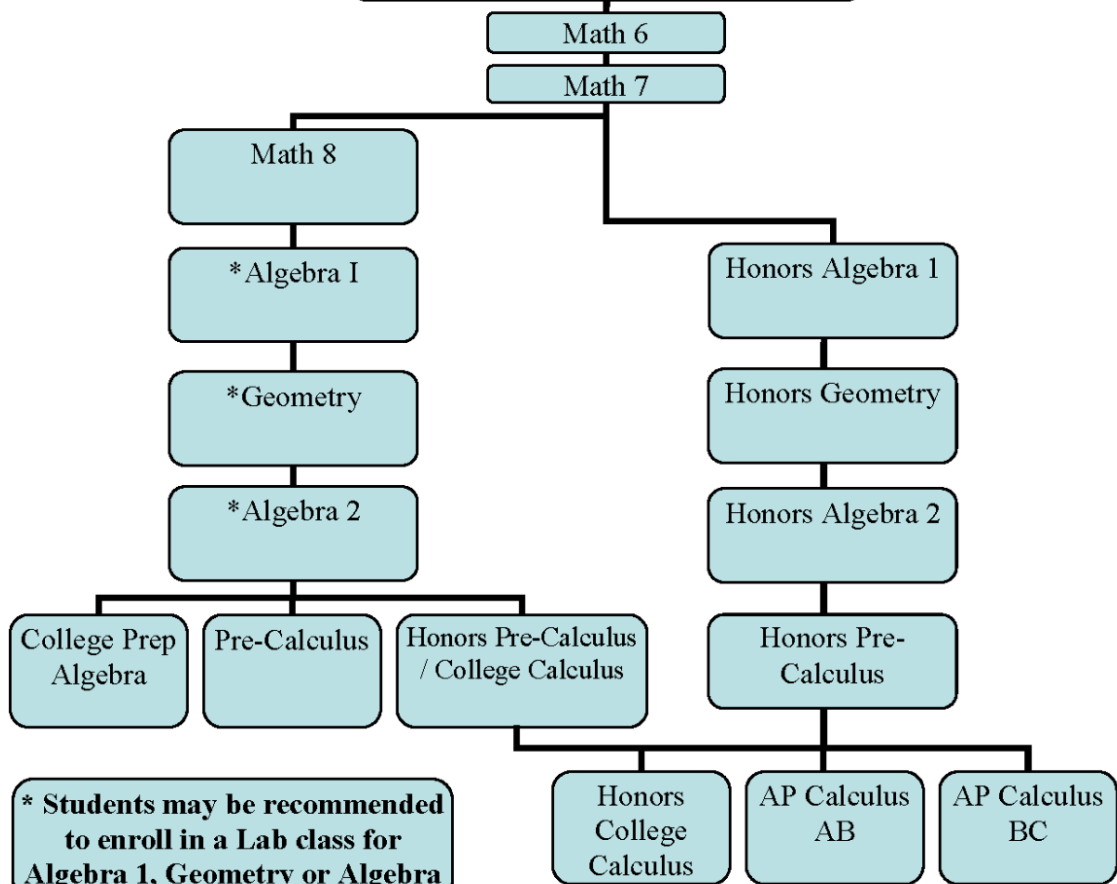 Math 6
Math 7
Math 8
*Algebra I
Honors Algebra 1
*Geometry
Honors Geometry
*Algebra 2
Honors Algebra 2
College Prep
Algebra
Pre-Calculus
Honors Pre-Calculus
/ College Calculus
Honors Pre-
Calculus
Honors
College
Calculus
AP Calculus
AB
AP Calculus
BC
* Students may be recommended
to enroll in a Lab class for
Algebra 1, Geometry or Algebra